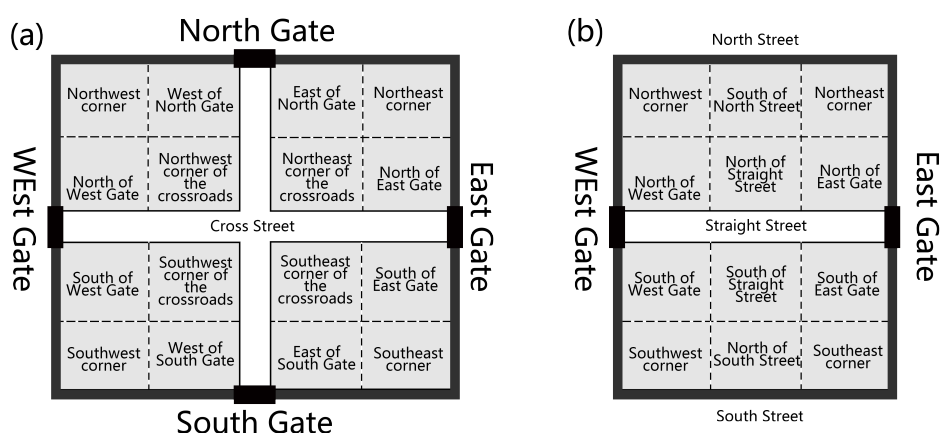 (a)
North Gate
Northwest
corner
West of
North Gate
East of
North Gate
Northeast
corner
North of
West Gate
Northwest
corner of
the
crossroads
Northeast
corner of
the
crossroads
North of
East Gate
WEst Gate
East Gate
Cross Street
South of
West Gate
Southwest
corner of
the
crossroads
Southeast
corner of
the
crossroads
South of
East Gate
Southwest
corner
West of
South Gate
East of
South Gate
Southeast
corner
South Gate
(b)
North Street
Northwest
corner
South of
North Street
Northeast
corner
North of
West Gate
North of
Straight
Street
North of
East Gate
WEst Gate
East Gate
Straight Street
South of
West Gate
South of
Straight
Street
South of
East Gate
Southwest
corner
North of
South Street
Southeast
corner
South Street